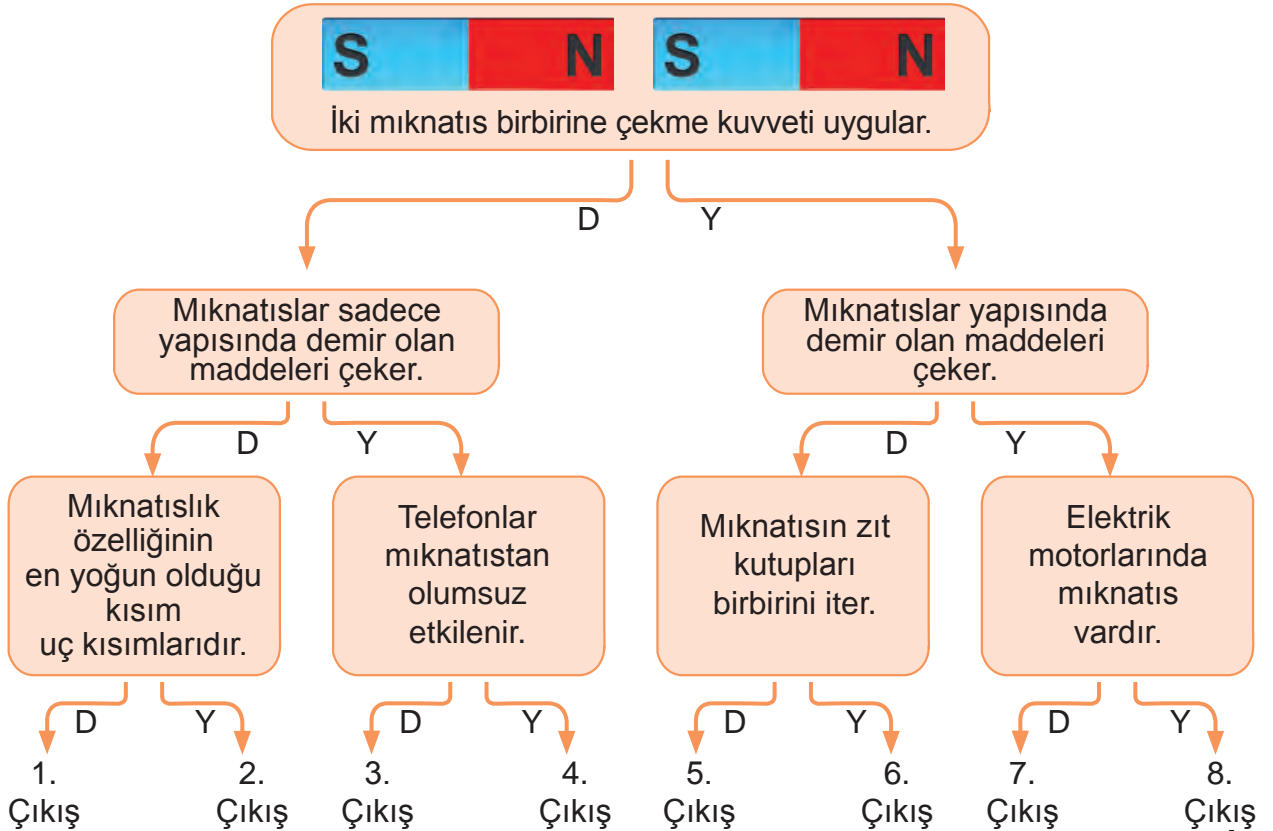 S N S N
İki mıknatıs birbirine çekme kuvveti uygular.
D Y
Mıknatıslar sadece
yapısında demir olan
maddeleri çeker.
Mıknatıslar yapısında
demir olan maddeleri
çeker.
D Y
D Y
Mıknatıslık
özelliğinin
en yoğun olduğu
kısım
uç kısımlarıdır.
Telefonlar
mıknatıstan
olumsuz
etkilenir.
Mıknatısın zıt
kutupları
birbirini iter.
Elektrik
motorlarında
mıknatıs
vardır.
D Y
D Y
D Y
D Y
1.
Çıkış
2.
Çıkış
3.
Çıkış
4.
Çıkış
5.
Çıkış
6.
Çıkış
7.
Çıkış
8.
Çıkış